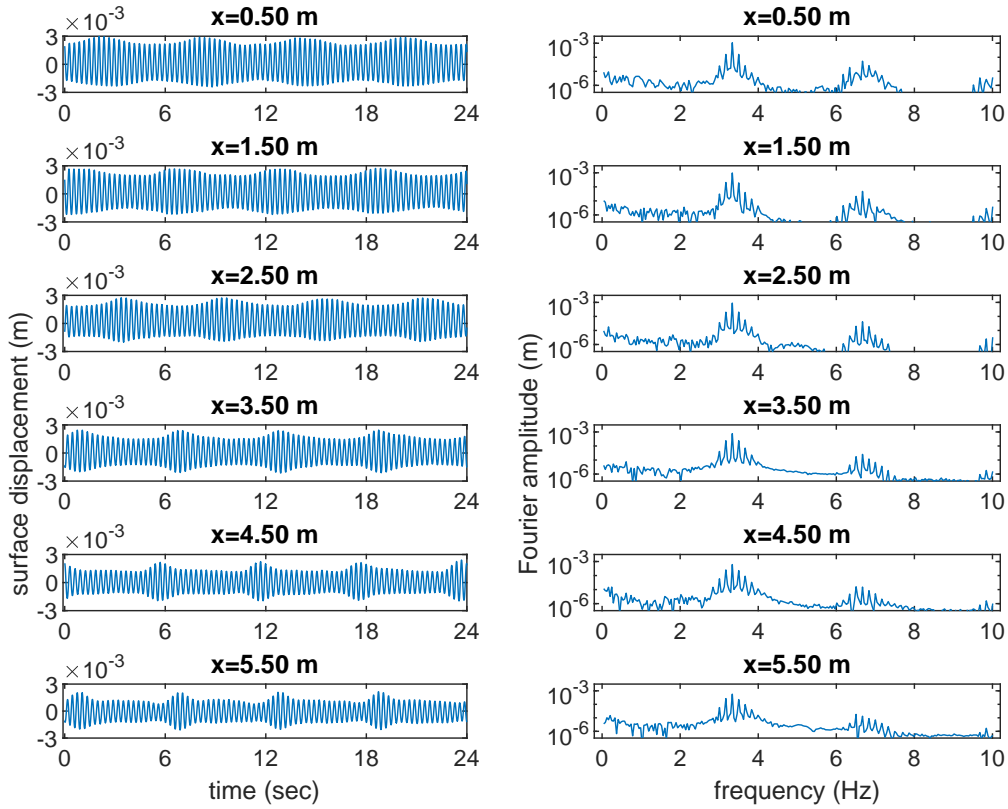 ×10-3
x=0.50 m
x=0.50 m
3
0
-3
0 6 12 18 24
10-3
10-6
0 2 4 6 8 10
×10-3
x=1.50 m
x=1.50 m
3
0
-3
0 6 12 18 24
10-3
10-6
0 2 4 6 8 10
×10-3
x=2.50 m
x=2.50 m
3
0
-3
0 6 12 18 24
10-3
10-6
0 2 4 6 8 10
surface displacement (m)
Fourier amplitude (m)
×10-3
x=3.50 m
x=3.50 m
3
0
-3
0 6 12 18 24
10-3
10-6
0 2 4 6 8 10
×10-3
x=4.50 m
x=4.50 m
3
0
-3
0 6 12 18 24
10-3
10-6
0 2 4 6 8 10
×10-3
x=5.50 m
x=5.50 m
3
0
-3
0 6 12 18 24
10-3
10-6
0 2 4 6 8 10
time (sec)
frequency (Hz)